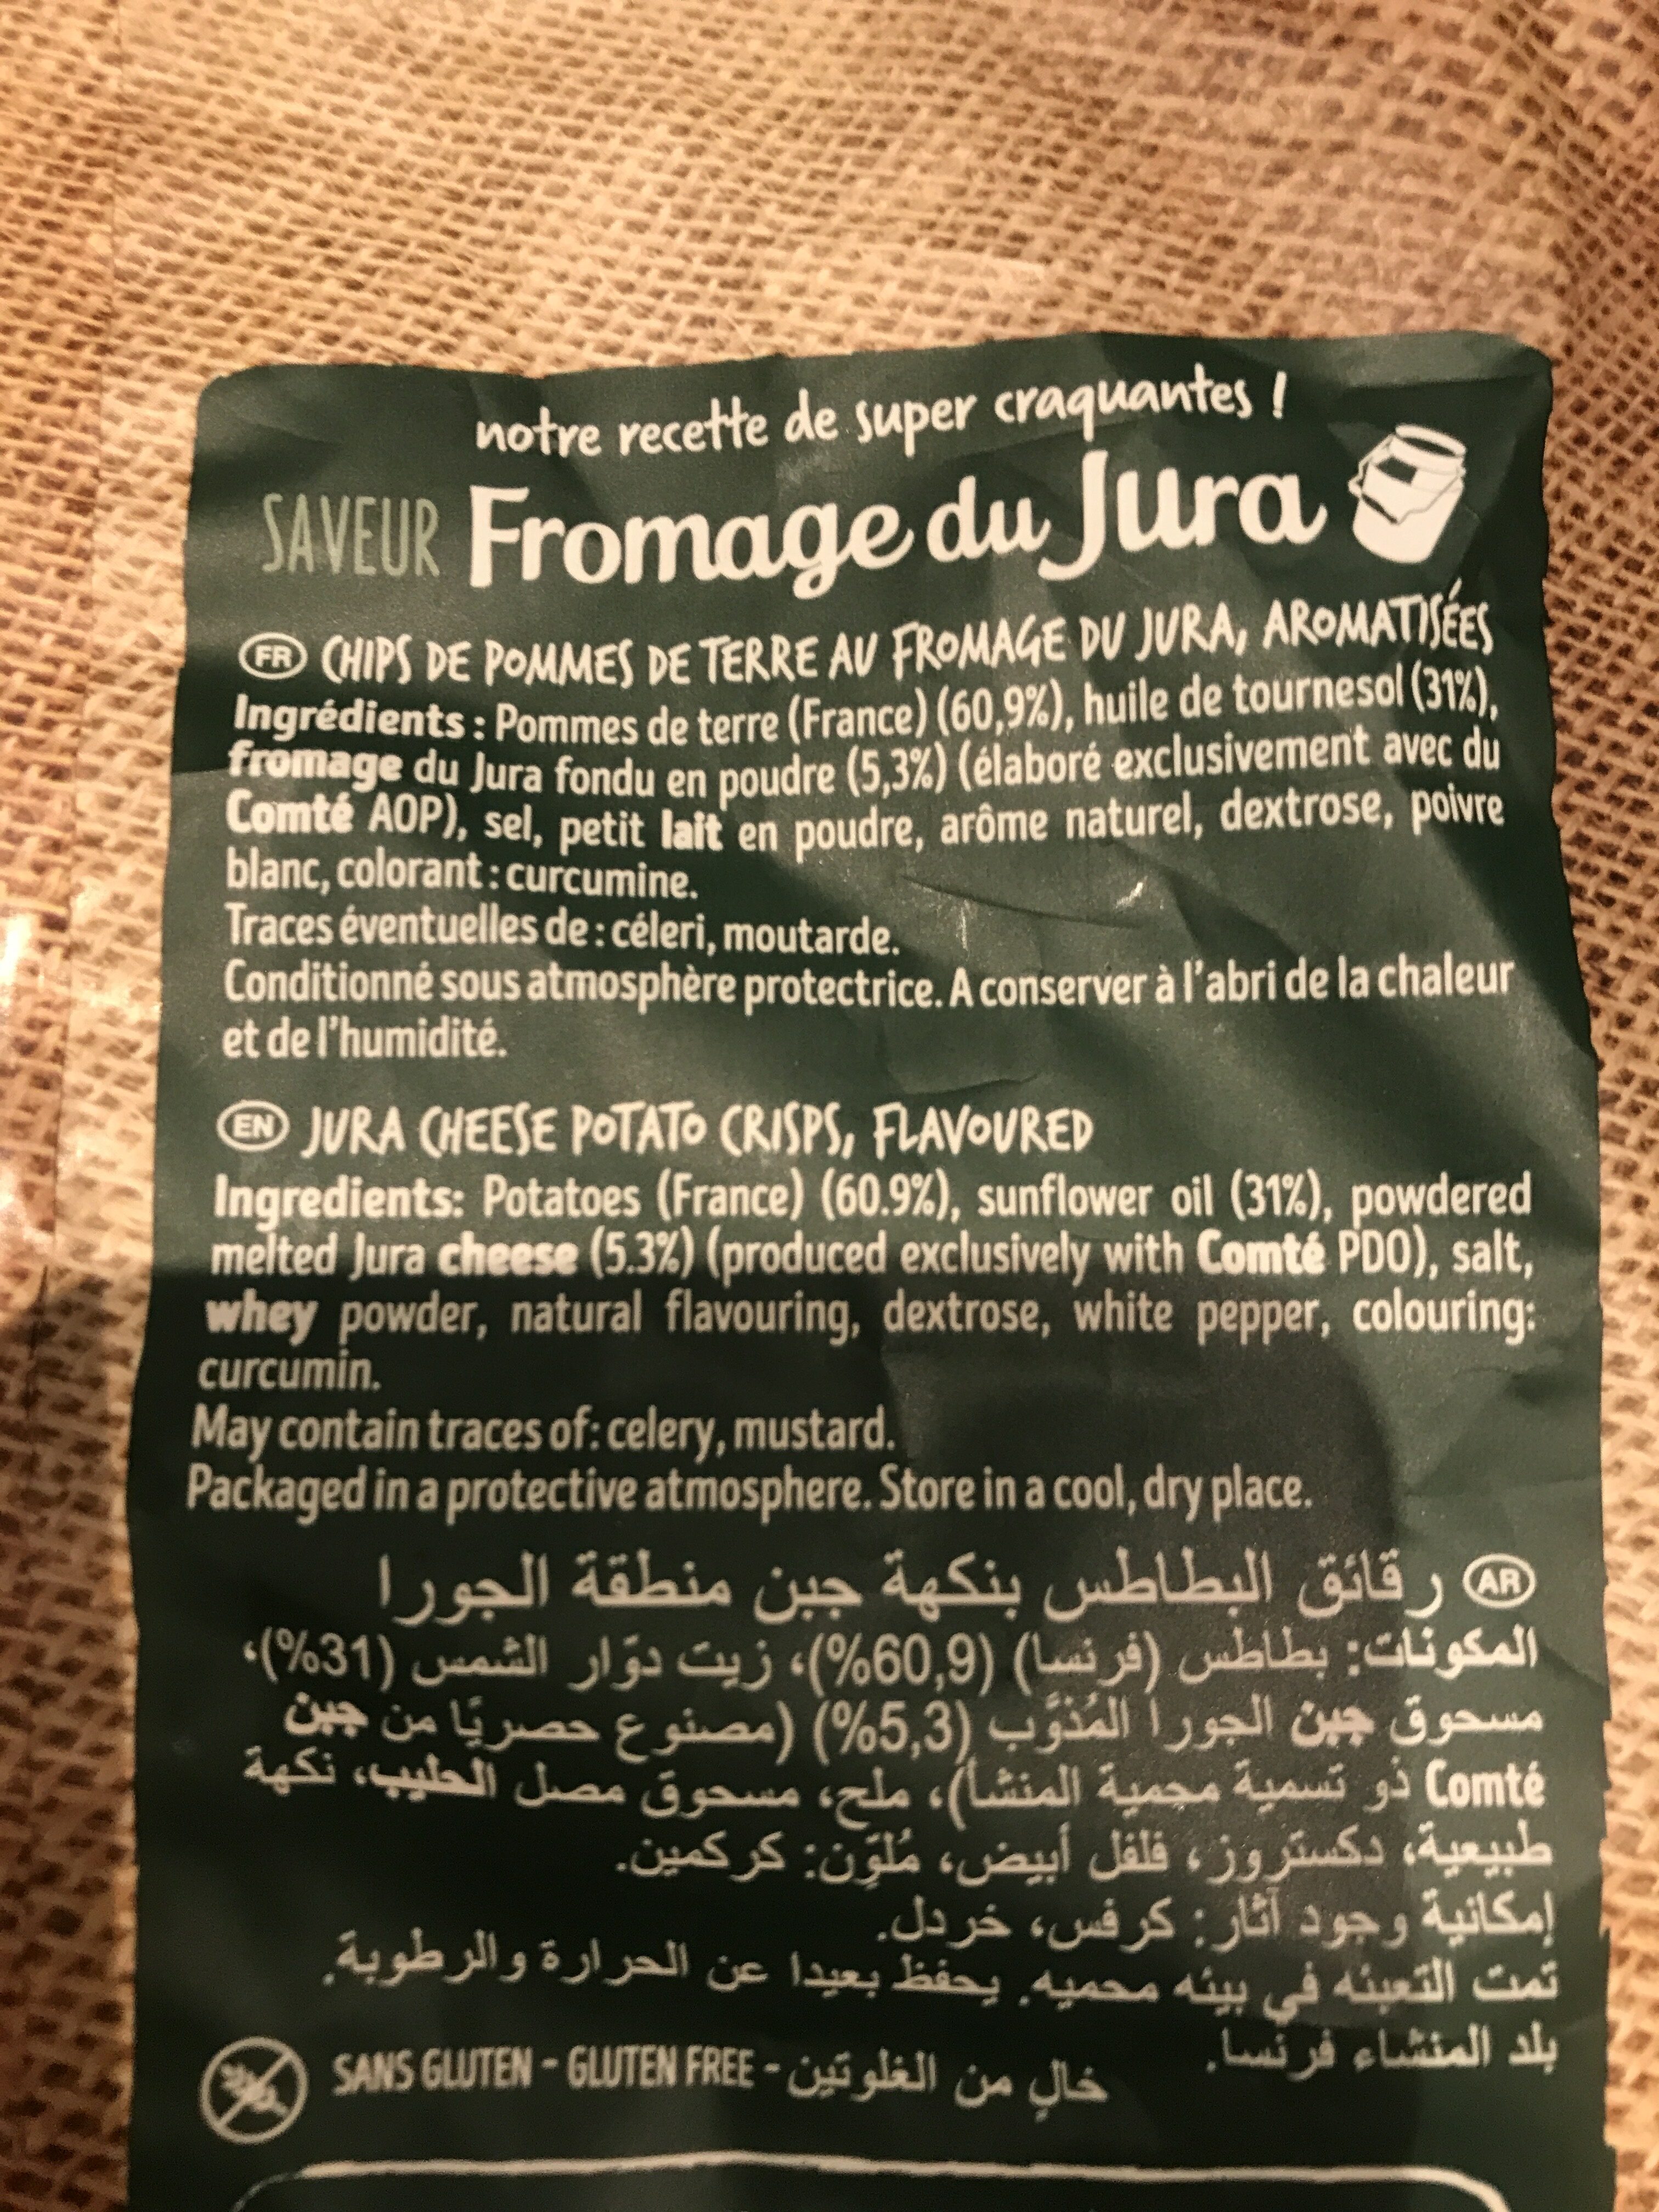 notre recette de super craquantes !
SAVEUR Fromage du Jura
FR CHIPS DE POMMES DE TERRE AU FROMAGE DU JURA, AROMATISÉES
Ingrédients : Pommes de terre (France) (60,9%), huile de tournesol (31%),
fromage du Jura fondu en poudre (5,3%) (élaboré exclusivement avec du
Comté AOP), sel, petit lait en poudre, arôme naturel, dextrose, poivre
blanc, colorant : curcumine.
Traces éventuelles de : céleri, moutarde.
Conditionné sous atmosphère protectrice. A conserver à l'abri de la chaleur
et de l'humidité.
EN JURA CHEESE POTATO CRISPS, FLAVOURED
Ingredients: Potatoes (France) (60.9%), sunflower oil (31%), powdered
melted Jura cheese (5.3%) (produced exclusively with Comté PDO), salt,
whey powder, natural flavouring, dextrose, white pepper, colouring:
curcumin.
May contain traces of: celery, mustard.
Packaged in a protective atmosphere. Store in a cool, dry place.
AR رقائق البطاطس بنكهة جبن منطقة الجورا
المكونات: بطاطس (فرنسا) (60,9%)، زيت دوّار الشمس (31%)،
مسحوق جبن الجورا المُذوَّب (5,3%) (مصنوع حصريًا من جبن
Comté ذو تسمية محمية المنشأ)، ملح، مسحوق مصل الحليب، نكهة
طبيعية، دكستروز، فلفل أبيض، مُلوّن: كركمين.
إمكانية وجود آثار: كرفس، خردل.
تمت التعبئه في بيئه محميه. يحفظ بعيدا عن الحرارة والرطوبة.
بلد المنشاء فرنسا.
SANS GLUTEN - GLUTEN FREE - خالٍ من الغلوتين